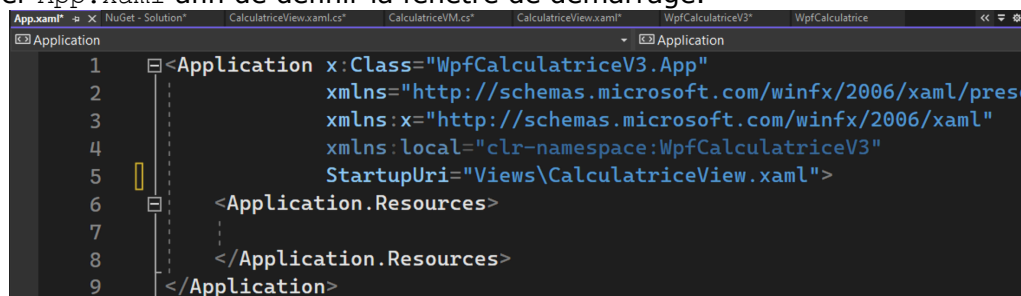 er App.xaml afin de définir la fenêtre de démarrage.
App.xaml* NuGet - Solution* CalculatriceView.xaml.cs* CalculatriceVM.cs* CalculatriceView.xaml* WpfCalculatriceV3* WpfCalculatrice
Application Application
1 <Application x:Class="WpfCalculatriceV3.App"
2 xmlns="http://schemas.microsoft.com/winfx/2006/xaml/pres
3 xmlns:x="http://schemas.microsoft.com/winfx/2006/xaml"
4 xmlns:local="clr-namespace:WpfCalculatriceV3"
5 StartupUri="Views\CalculatriceView.xaml">
6 <Application.Resources>
7
8 </Application.Resources>
9 </Application>